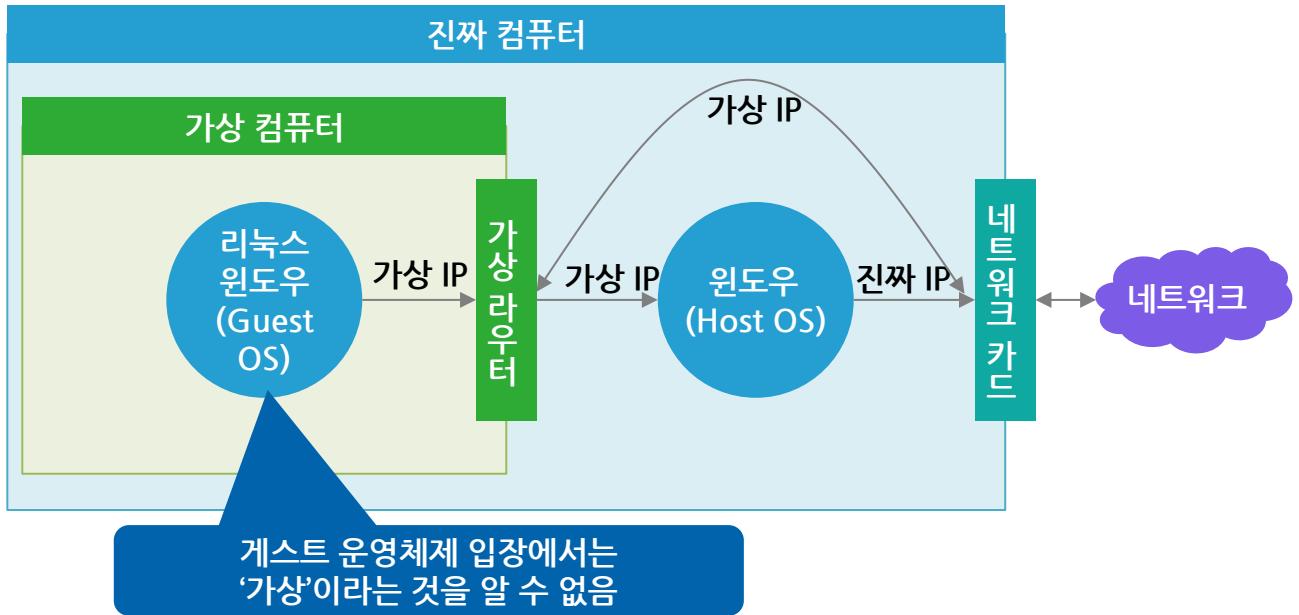 진짜 컴퓨터
가상 컴퓨터
가상 IP
리눅스
윈도우
(Guest
OS)
가상 IP
가상 라우터
가상 IP
윈도우
(Host OS)
진짜 IP
네트워크 카드
네트워크
게스트 운영체제 입장에서는
‘가상’이라는 것을 알 수 없음